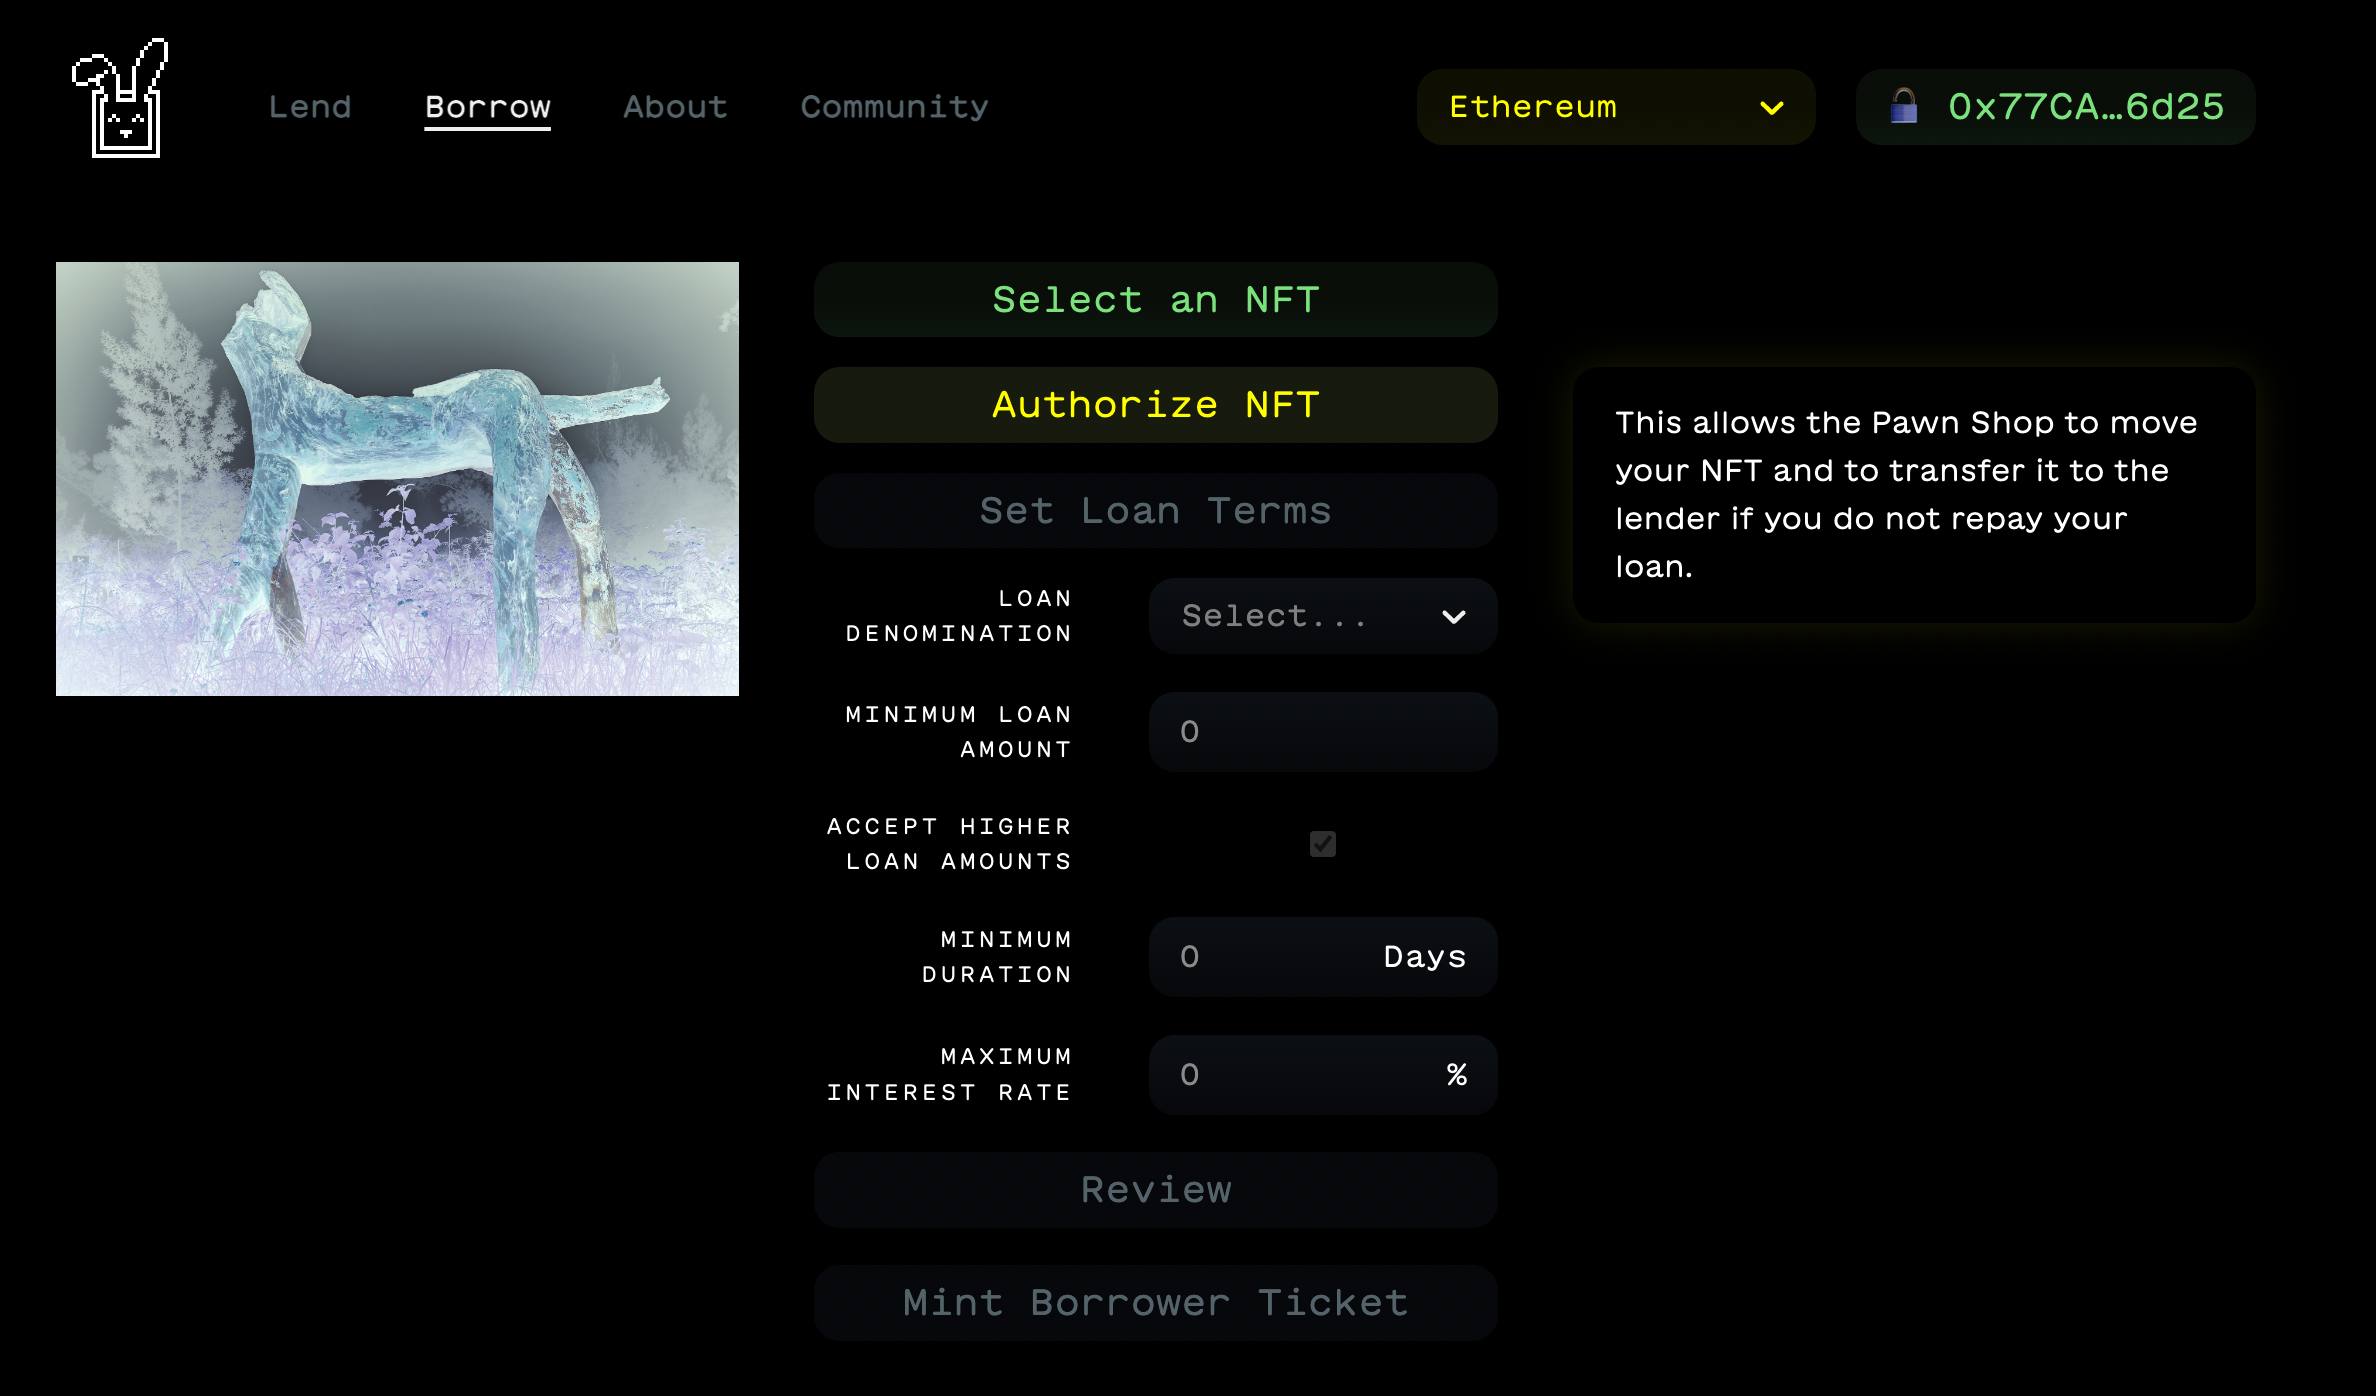 Lend
Borrow
About
Community
Ethereum
0x77CA…6d25
Select an NFT
Authorize NFT
This allows the Pawn Shop to move
your NFT and to transfer it to the
lender if you do not repay your
loan.
Set Loan Terms
LOAN
DENOMINATION
Select...
MINIMUM LOAN
AMOUNT
0
ACCEPT HIGHER
LOAN AMOUNTS
MINIMUM
DURATION
0
Days
MAXIMUM
INTEREST RATE
0
%
Review
Mint Borrower Ticket